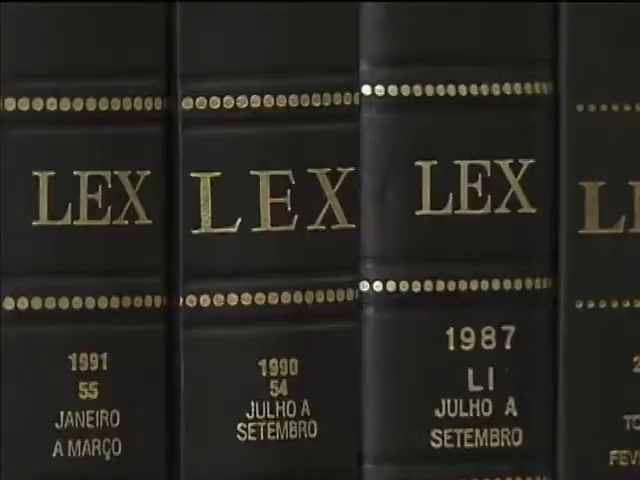 LEX
1991
55
JANEIRO
A MARÇO
LEX
1990
54
JULHO A
SETEMBRO
LEX
1987
LI
JULHO A
SETEMBRO